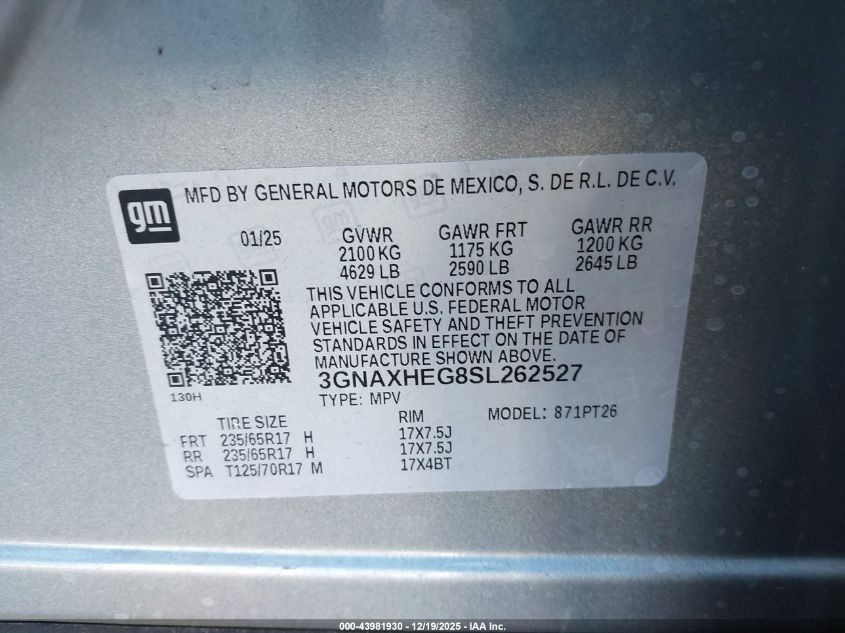 gm
MFD BY GENERAL MOTORS DE MEXICO, S. DE R.L. DE C.V.
01/25 GVWR GAWR FRT GAWR RR
2100 KG 1175 KG 1200 KG
4629 LB 2590 LB 2645 LB
THIS VEHICLE CONFORMS TO ALL
APPLICABLE U.S. FEDERAL MOTOR
VEHICLE SAFETY AND THEFT PREVENTION
STANDARDS IN EFFECT ON THE DATE OF
MANUFACTURE SHOWN ABOVE.
130H
3GNAXHEG8SL262527
TYPE: MPV
MODEL: 871PT26
TIRE SIZE RIM
FRT 235/65R17 H 17X7.5J
RR 235/65R17 H 17X7.5J
SPA T125/70R17 M 17X4BT
000-43981930 - 12/19/2025 - IAA Inc.